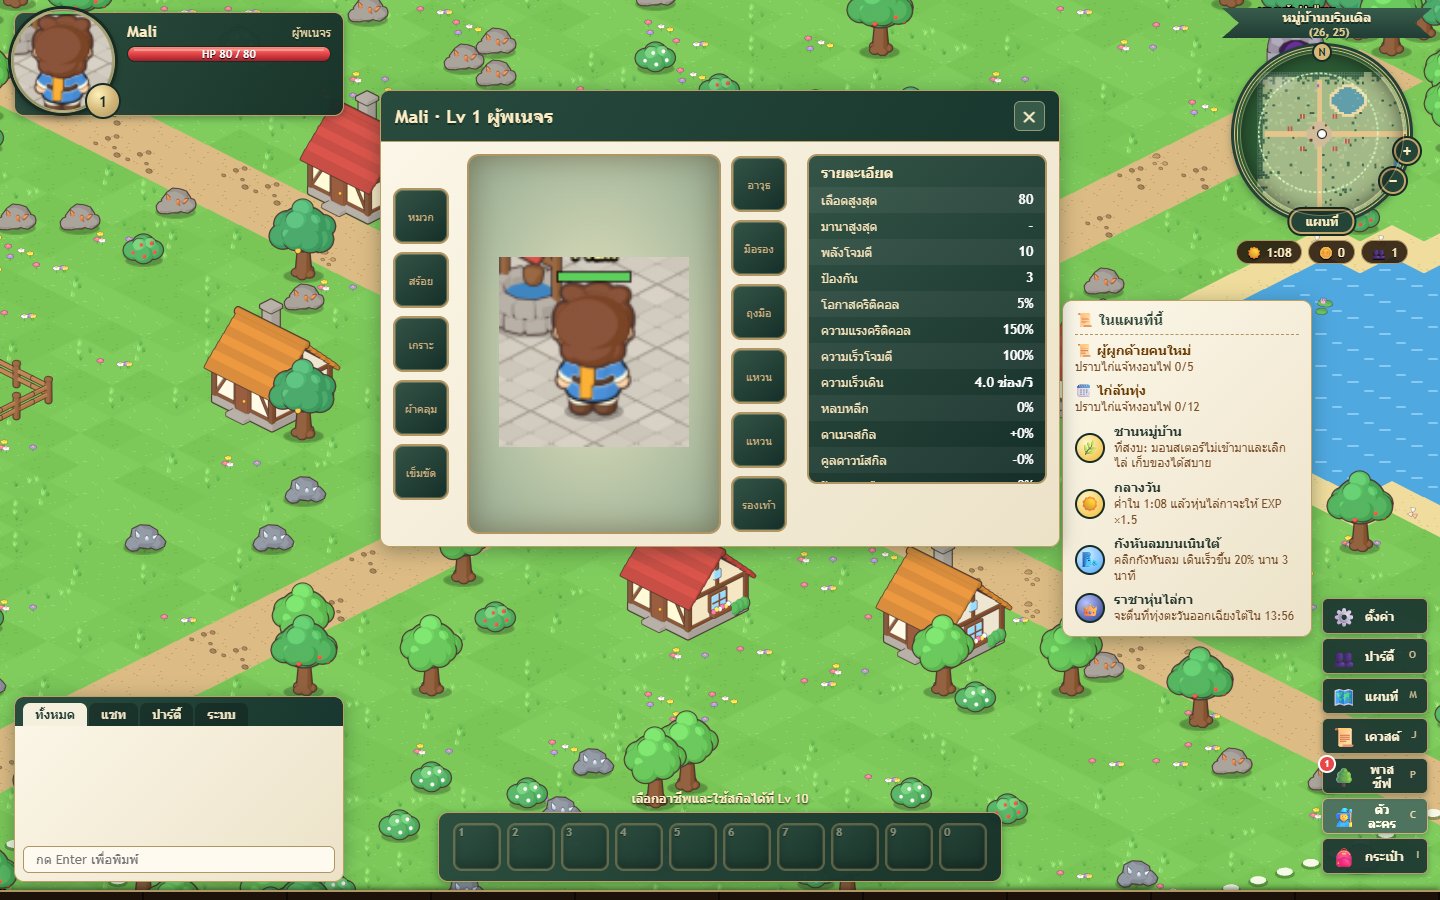 Mali
ผู้พเนจร
HP 80 / 80
1
หมู่บ้านบรินเดิล
(26, 25)
N
+
−
แผนที่
1:08
0
1
Mali · Lv 1 ผู้พเนจร
×
หมวก
สร้อย
เกราะ
ผ้าคลุม
เข็มขัด
อาวุธ
มือรอง
ถุงมือ
แหวน
แหวน
รองเท้า
รายละเอียด
เลือดสูงสุด 80
มานาสูงสุด -
พลังโจมตี 10
ป้องกัน 3
โอกาสคริติคอล 5%
ความแรงคริติคอล 150%
ความเร็วโจมตี 100%
ความเร็วเดิน 4.0 ช่อง/วิ
หลบหลีก 0%
ดาเมจสกิล +0%
คูลดาวน์สกิล -0%
ในแผนที่นี้
ผู้ผูกด้ายคนใหม่
ปราบไก่แจ้หงอนไฟ 0/5
ไก่ล้นทุ่ง
ปราบไก่แจ้หงอนไฟ 0/12
ชานหมู่บ้าน
ที่สงบ: มอนสเตอร์ไม่เข้ามาและเลิก
ไล่ เก็บของได้สบาย
กลางวัน
ค่ำใน 1:08 แล้วหุ่นไล่กาจะให้ EXP
×1.5
กังหันลมบนเนินใต้
คลิกกังหันลม เดินเร็วขึ้น 20% นาน 3
นาที
ราชาหุ่นไล่กา
จะตื่นที่ทุ่งตะวันออกเฉียงใต้ใน 13:56
ตั้งค่า
ปาร์ตี้ O
แผนที่ M
เควสต์ J
1
พาส
ซีฟ P
ตัว
ละคร C
กระเป๋า I
ทั้งหมด แชท ปาร์ตี้ ระบบ
กด Enter เพื่อพิมพ์
เลือกอาชีพและใช้สกิลได้ที่ Lv 10
1 2 3 4 5 6 7 8 9 0